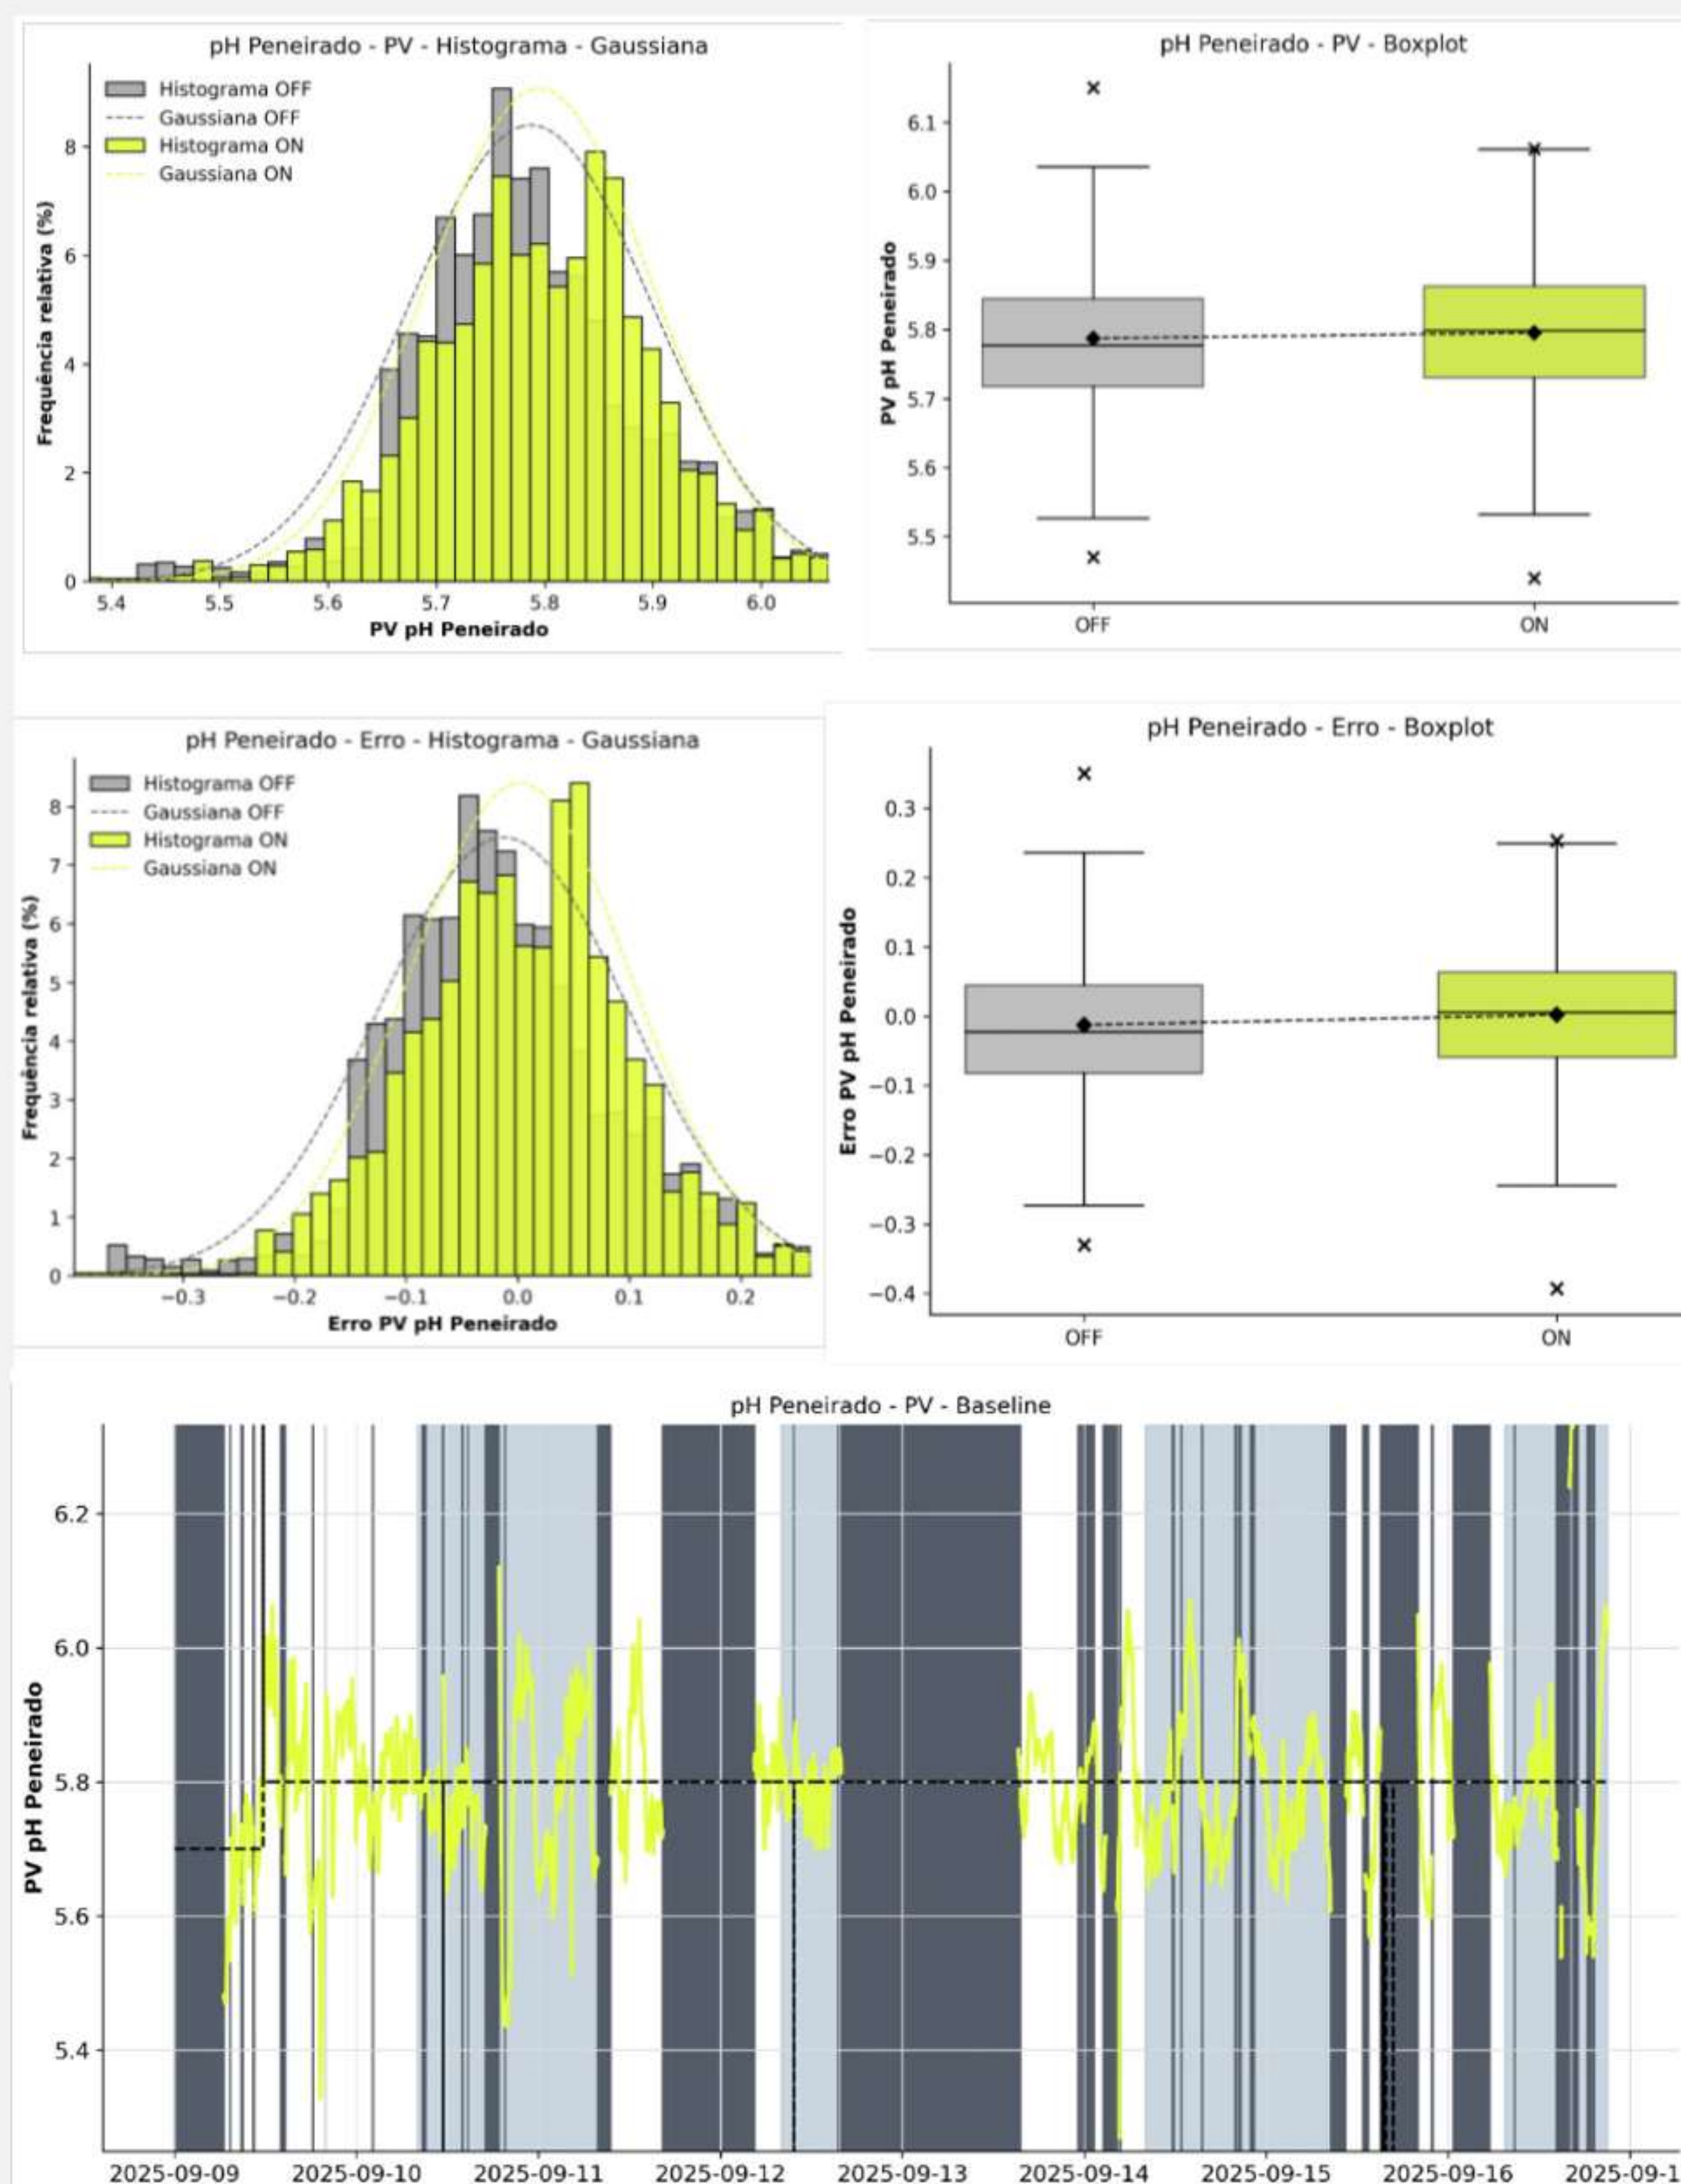 pH Peneirado - PV - Histograma - Gaussiana
Histograma OFF
Gaussiana OFF
Histograma ON
Gaussiana ON
Frequência relativa (%)
8
6
4
2
0
5.4 5.5 5.6 5.7 5.8 5.9 6.0
PV pH Peneirado
pH Peneirado - PV - Boxplot
PV pH Peneirado
6.1
6.0
5.9
5.8
5.7
5.6
5.5
OFF ON
pH Peneirado - Erro - Histograma - Gaussiana
Histograma OFF
Gaussiana OFF
Histograma ON
Gaussiana ON
Frequência relativa (%)
8
7
6
5
4
3
2
1
0
−0.3 −0.2 −0.1 0.0 0.1 0.2
Erro PV pH Peneirado
pH Peneirado - Erro - Boxplot
Erro PV pH Peneirado
0.3
0.2
0.1
0.0
−0.1
−0.2
−0.3
−0.4
OFF ON
pH Peneirado - PV - Baseline
PV pH Peneirado
6.2
6.0
5.8
5.6
5.4
2025-09-09 2025-09-10 2025-09-11 2025-09-12 2025-09-13 2025-09-14 2025-09-15 2025-09-16